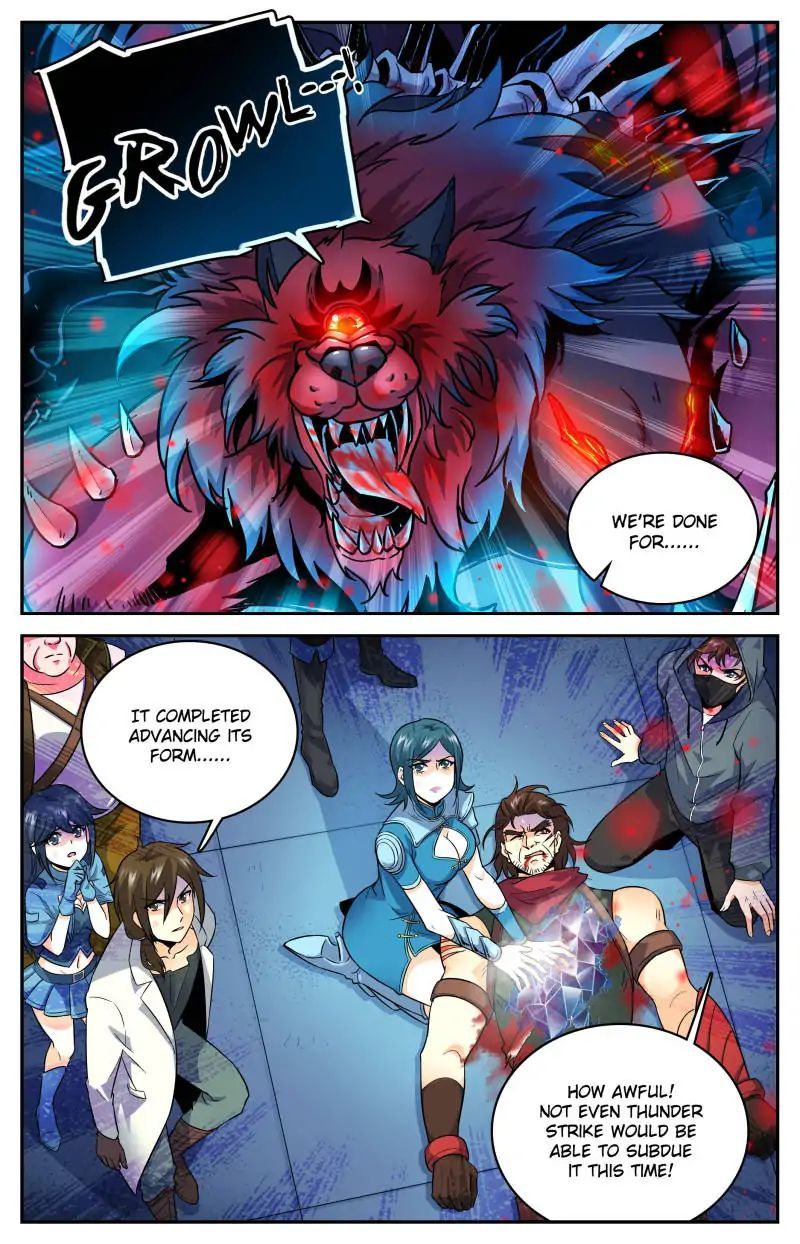 GROWL---!
WE'RE DONE
FOR......
IT COMPLETED
ADVANCING ITS
FORM......
HOW AWFUL!
NOT EVEN THUNDER
STRIKE WOULD BE
ABLE TO SUBDUE
IT THIS TIME!